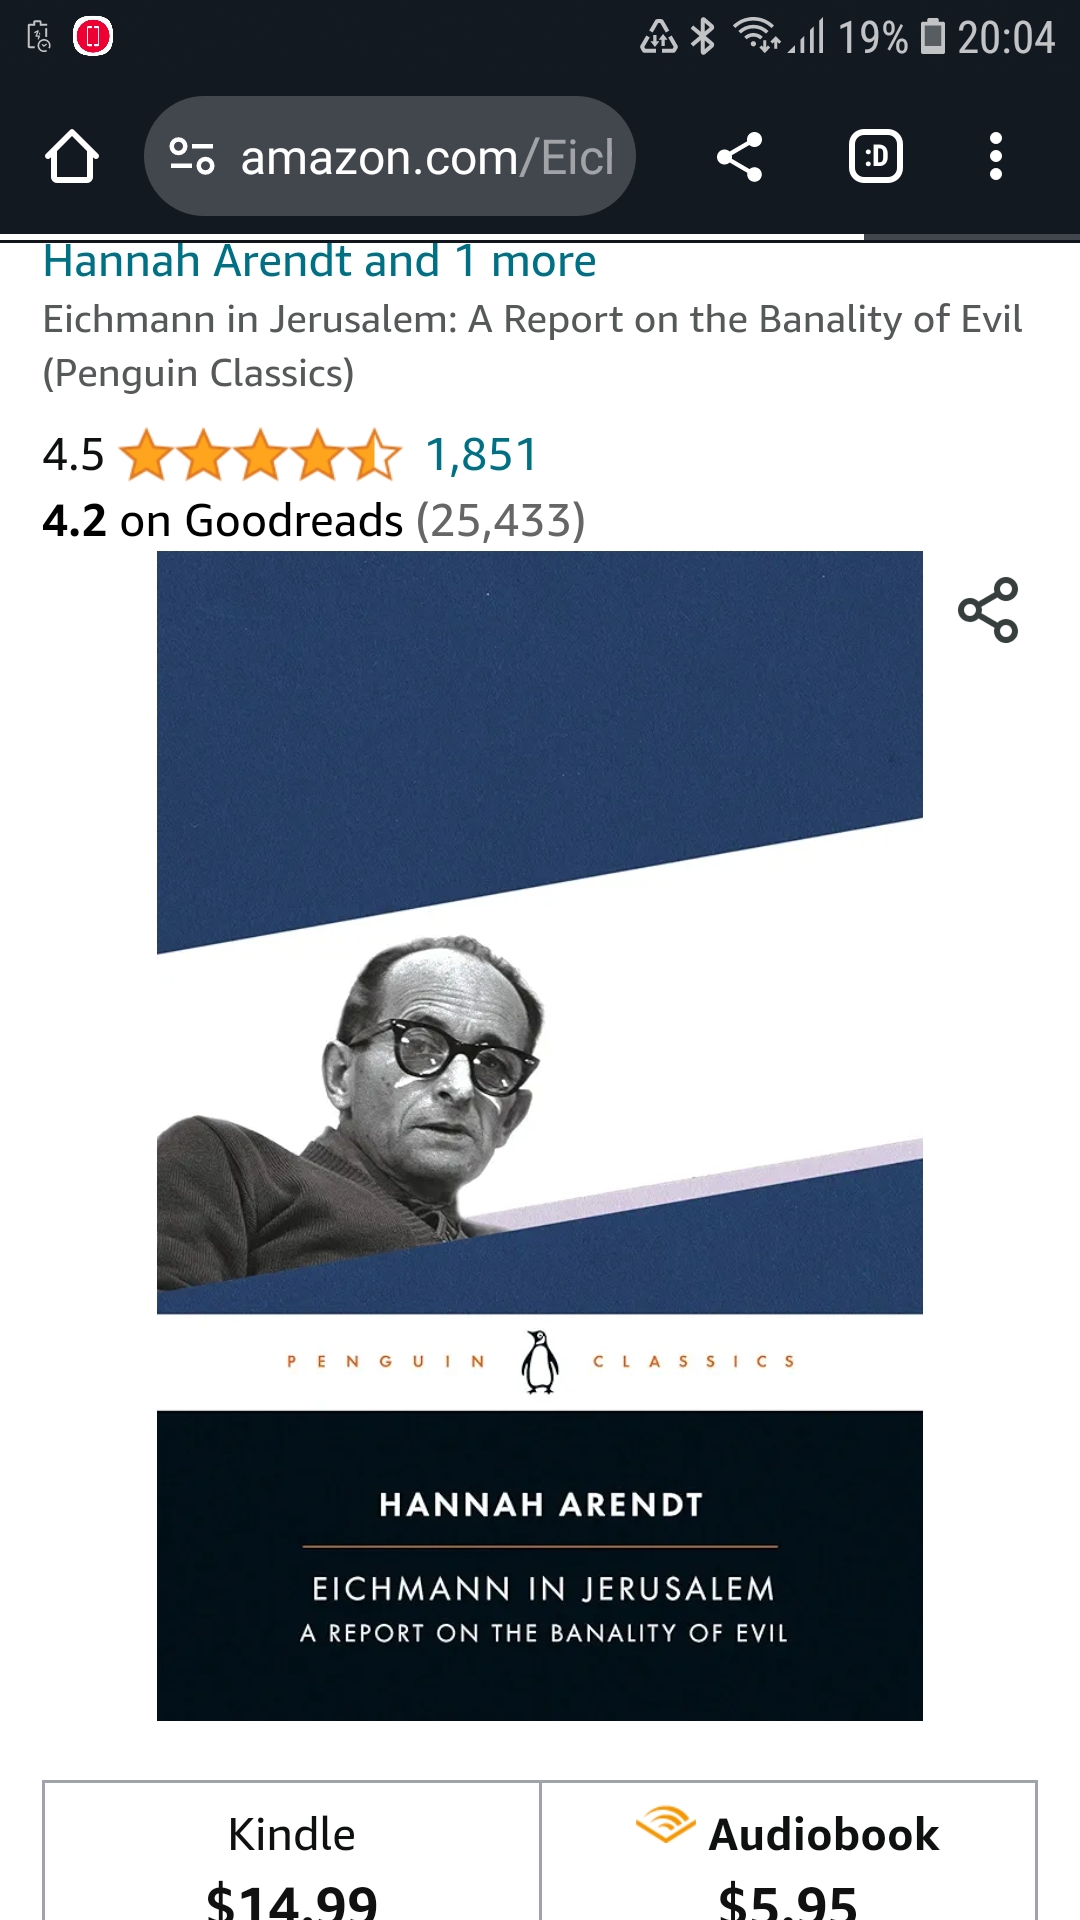 19% 20:04
amazon.com/Eicl
:D
Hannah Arendt and 1 more
Eichmann in Jerusalem: A Report on the Banality of Evil
(Penguin Classics)
4.5 1,851
4.2 on Goodreads (25,433)
PENGUIN CLASSICS
HANNAH ARENDT
EICHMANN IN JERUSALEM
A REPORT ON THE BANALITY OF EVIL
Kindle Audiobook
$14.99 $5.95